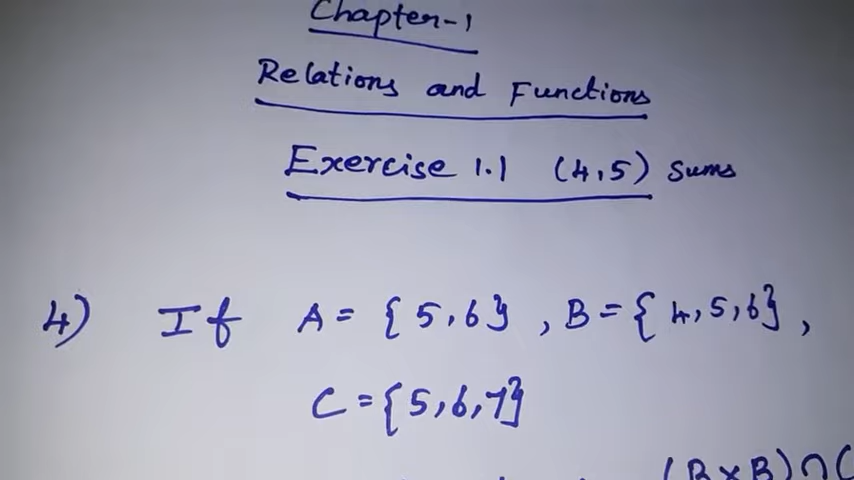 Chapter-1
Relations and Functions
Exercise 1.1 (4,5) sums
4) If A = {5,6}, B = {4,5,6},
C = {5,6,7}
(B×B)∩C